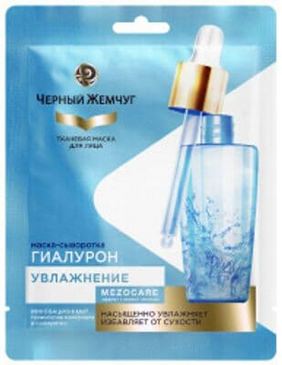 ЧЕРНЫЙ ЖЕМЧУГ
ТКАНЕВАЯ МАСКА
ДЛЯ ЛИЦА
маска-сыворотка
ГИАЛУРОН
УВЛАЖНЕНИЕ
MEZOCARE
НАСЫЩЕННО УВЛАЖНЯЕТ
ИЗБАВЛЯЕТ ОТ СУХОСТИ